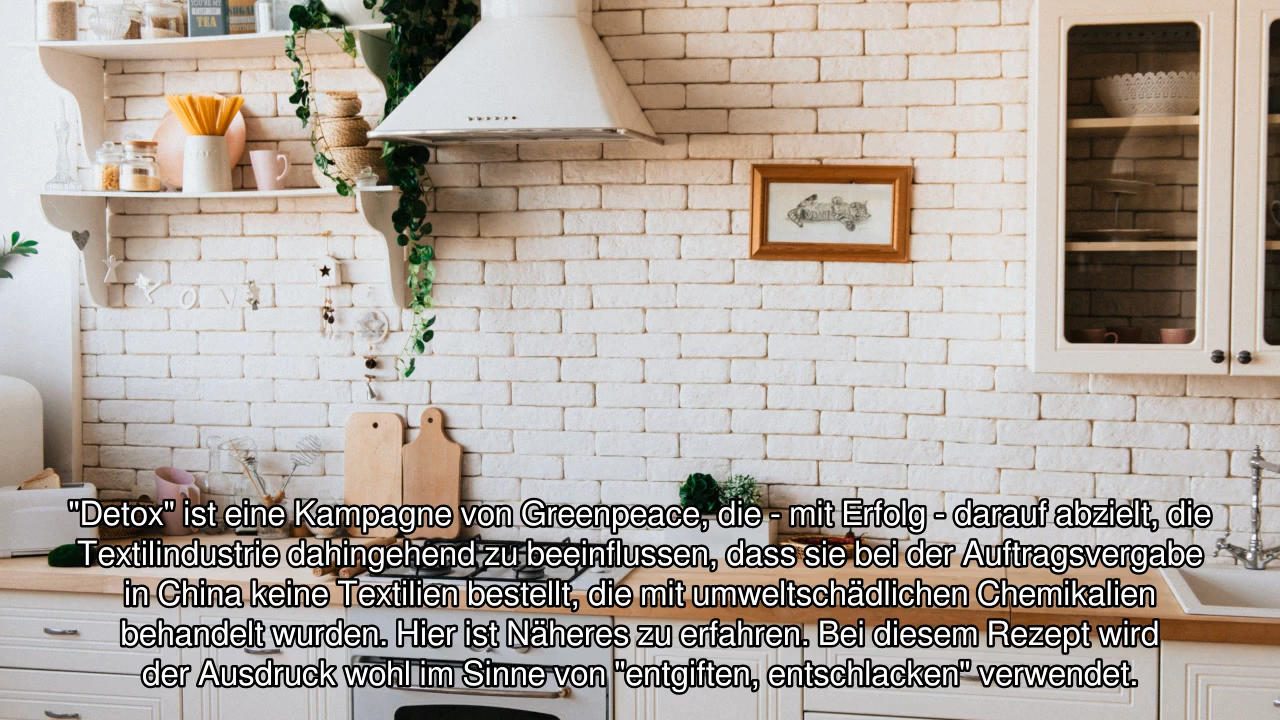 "Detox" ist eine Kampagne von Greenpeace, die - mit Erfolg - darauf abzielt, die
Textilindustrie dahingehend zu beeinflussen, dass sie bei der Auftragsvergabe
in China keine Textilien bestellt, die mit umweltschädlichen Chemikalien
behandelt wurden. Hier ist Näheres zu erfahren. Bei diesem Rezept wird
der Ausdruck wohl im Sinne von "entgiften, entschlacken" verwendet.